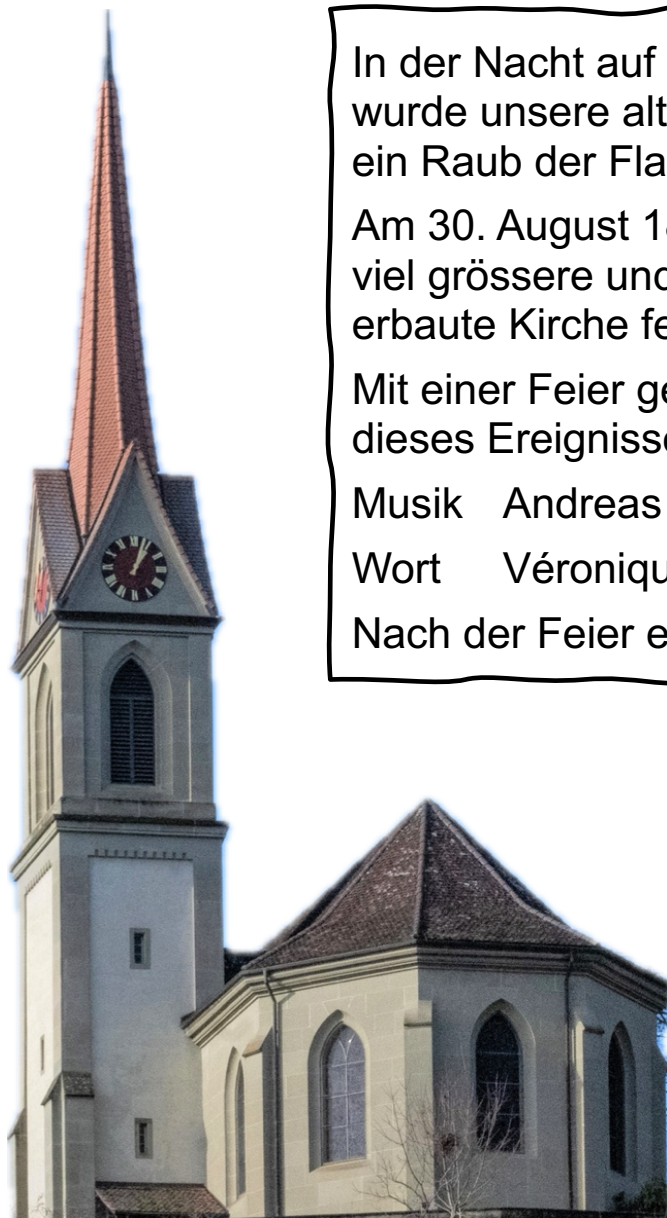 In der Nacht auf
wurde unsere alt
ein Raub der Fla
Am 30. August 18
viel grössere und
erbaute Kirche fe
Mit einer Feier ge
dieses Ereignisse
Musik Andreas
Wort Véroniqu
Nach der Feier e